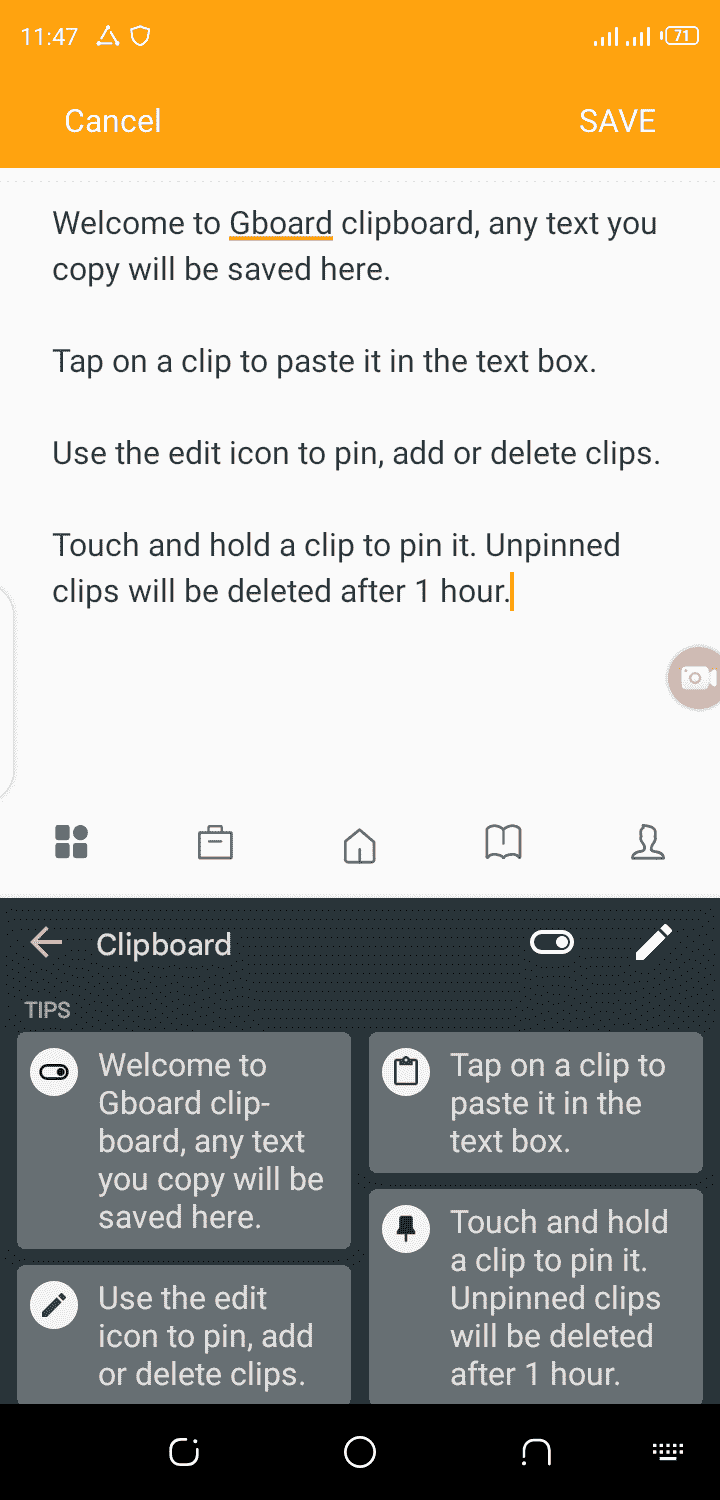 11:47
71
Cancel
SAVE
Welcome to Gboard clipboard, any text you
copy will be saved here.
Tap on a clip to paste it in the text box.
Use the edit icon to pin, add or delete clips.
Touch and hold a clip to pin it. Unpinned
clips will be deleted after 1 hour.
Clipboard
TIPS
Welcome to
Gboard clip-
board, any text
you copy will be
saved here.
Tap on a clip to
paste it in the
text box.
Use the edit
icon to pin, add
or delete clips.
Touch and hold
a clip to pin it.
Unpinned clips
will be deleted
after 1 hour.